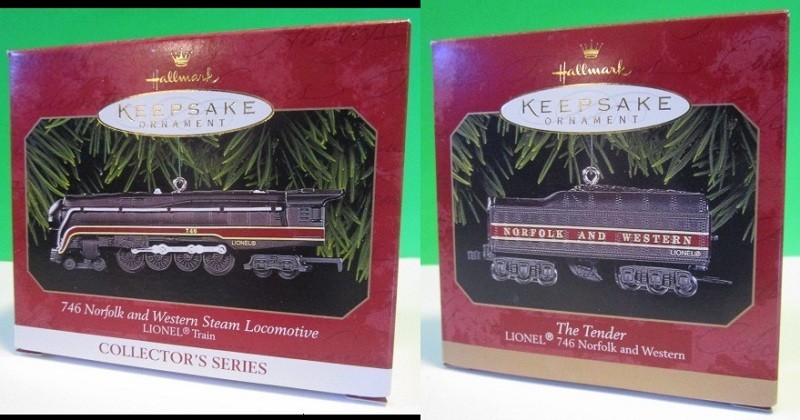 Hallmark
KEEPSAKE
ORNAMENT
746
LIONEL®
746 Norfolk and Western Steam Locomotive
LIONEL® Train
COLLECTOR'S SERIES
Hallmark
KEEPSAKE
ORNAMENT
NORFOLK AND WESTERN
LIONEL®
The Tender
LIONEL® 746 Norfolk and Western